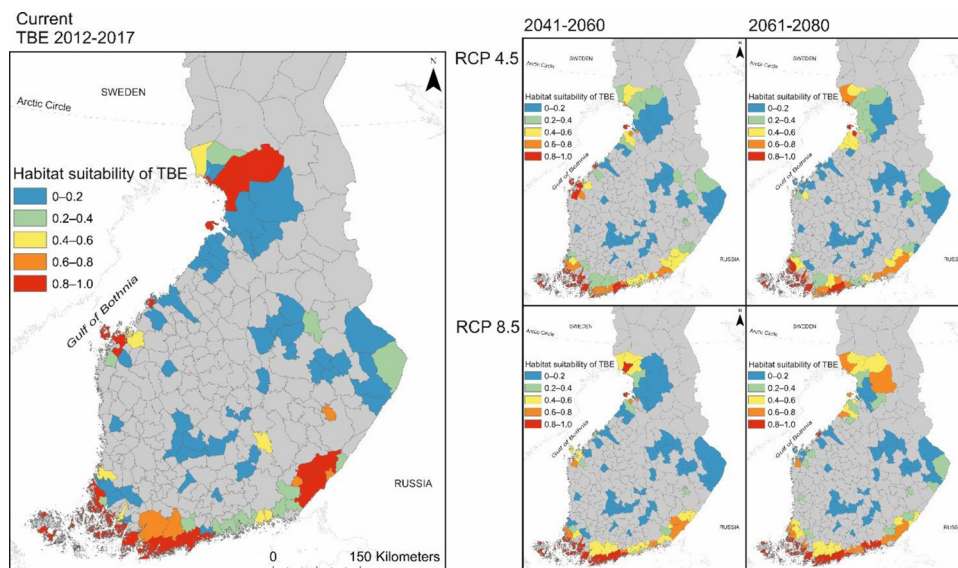 Current
TBE 2012-2017
N
SWEDEN
Arctic Circle
Habitat suitability of TBE
0–0.2
0.2–0.4
0.4–0.6
0.6–0.8
0.8–1.0
Gulf of Bothnia
RUSSIA
0 150 Kilometers
2041-2060
2061-2080
RCP 4.5
SWEDEN
Arctic Circle
Habitat suitability of TBE
0–0.2
0.2–0.4
0.4–0.6
0.6–0.8
0.8–1.0
Gulf of Bothnia
RUSSIA
N
SWEDEN
Arctic Circle
Habitat suitability of TBE
0–0.2
0.2–0.4
0.4–0.6
0.6–0.8
0.8–1.0
Gulf of Bothnia
RUSSIA
N
RCP 8.5
SWEDEN
Arctic Circle
Habitat suitability of TBE
0–0.2
0.2–0.4
0.4–0.6
0.6–0.8
0.8–1.0
Gulf of Bothnia
RUSSIA
N
SWEDEN
Arctic Circle
Habitat suitability of TBE
0–0.2
0.2–0.4
0.4–0.6
0.6–0.8
0.8–1.0
Gulf of Bothnia
RUSSIA